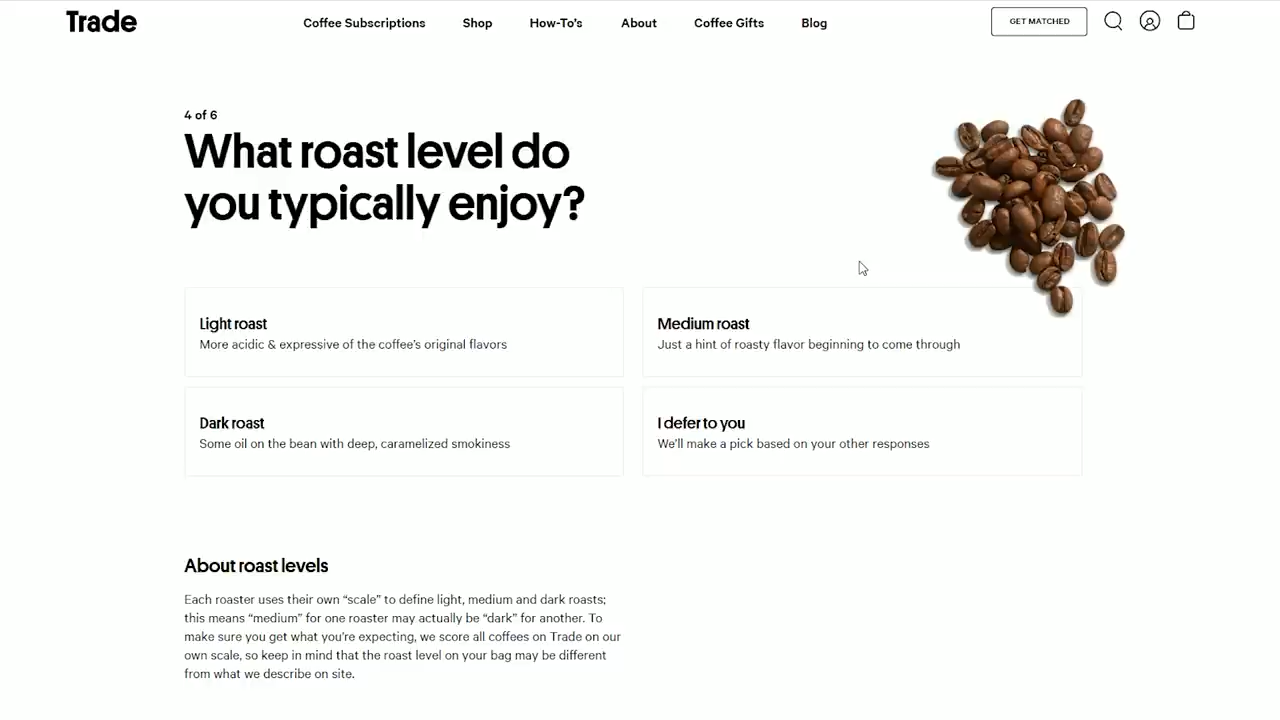 Trade
Coffee Subscriptions Shop How-To's About Coffee Gifts Blog
GET MATCHED
4 of 6
What roast level do
you typically enjoy?
Light roast
More acidic & expressive of the coffee's original flavors
Medium roast
Just a hint of roasty flavor beginning to come through
Dark roast
Some oil on the bean with deep, caramelized smokiness
I defer to you
We'll make a pick based on your other responses
About roast levels
Each roaster uses their own “scale” to define light, medium and dark roasts;
this means “medium” for one roaster may actually be “dark” for another. To
make sure you get what you're expecting, we score all coffees on Trade on our
own scale, so keep in mind that the roast level on your bag may be different
from what we describe on site.